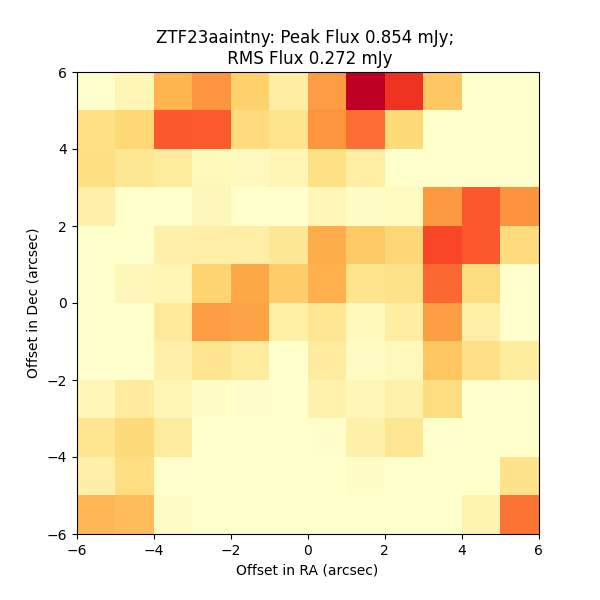 ZTF23aaintny: Peak Flux 0.854 mJy;
RMS Flux 0.272 mJy
6
4
2
0
−2
−4
−6
Offset in Dec (arcsec)
−6 −4 −2 0 2 4 6
Offset in RA (arcsec)